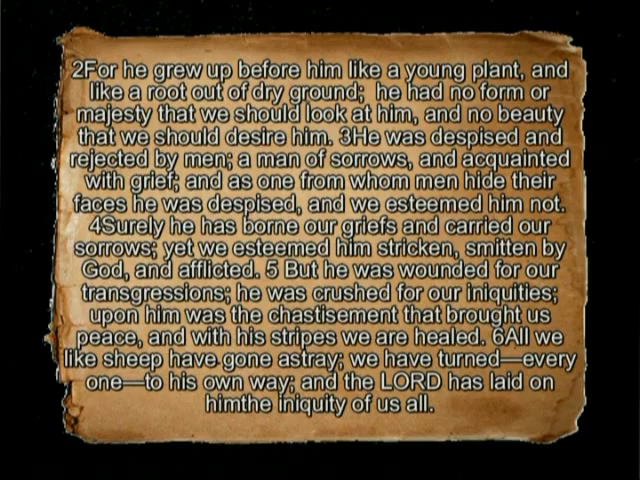 2For he grew up before him like a young plant, and
like a root out of dry ground;  he had no form or
majesty that we should look at him, and no beauty
that we should desire him. 3He was despised and
rejected by men; a man of sorrows, and acquainted
with grief; and as one from whom men hide their
faces he was despised, and we esteemed him not.
4Surely he has borne our griefs and carried our
sorrows; yet we esteemed him stricken, smitten by
God, and afflicted. 5 But he was wounded for our
transgressions; he was crushed for our iniquities;
upon him was the chastisement that brought us
peace, and with his stripes we are healed. 6All we
like sheep have gone astray; we have turned—every
one—to his own way; and the LORD has laid on
himthe iniquity of us all.